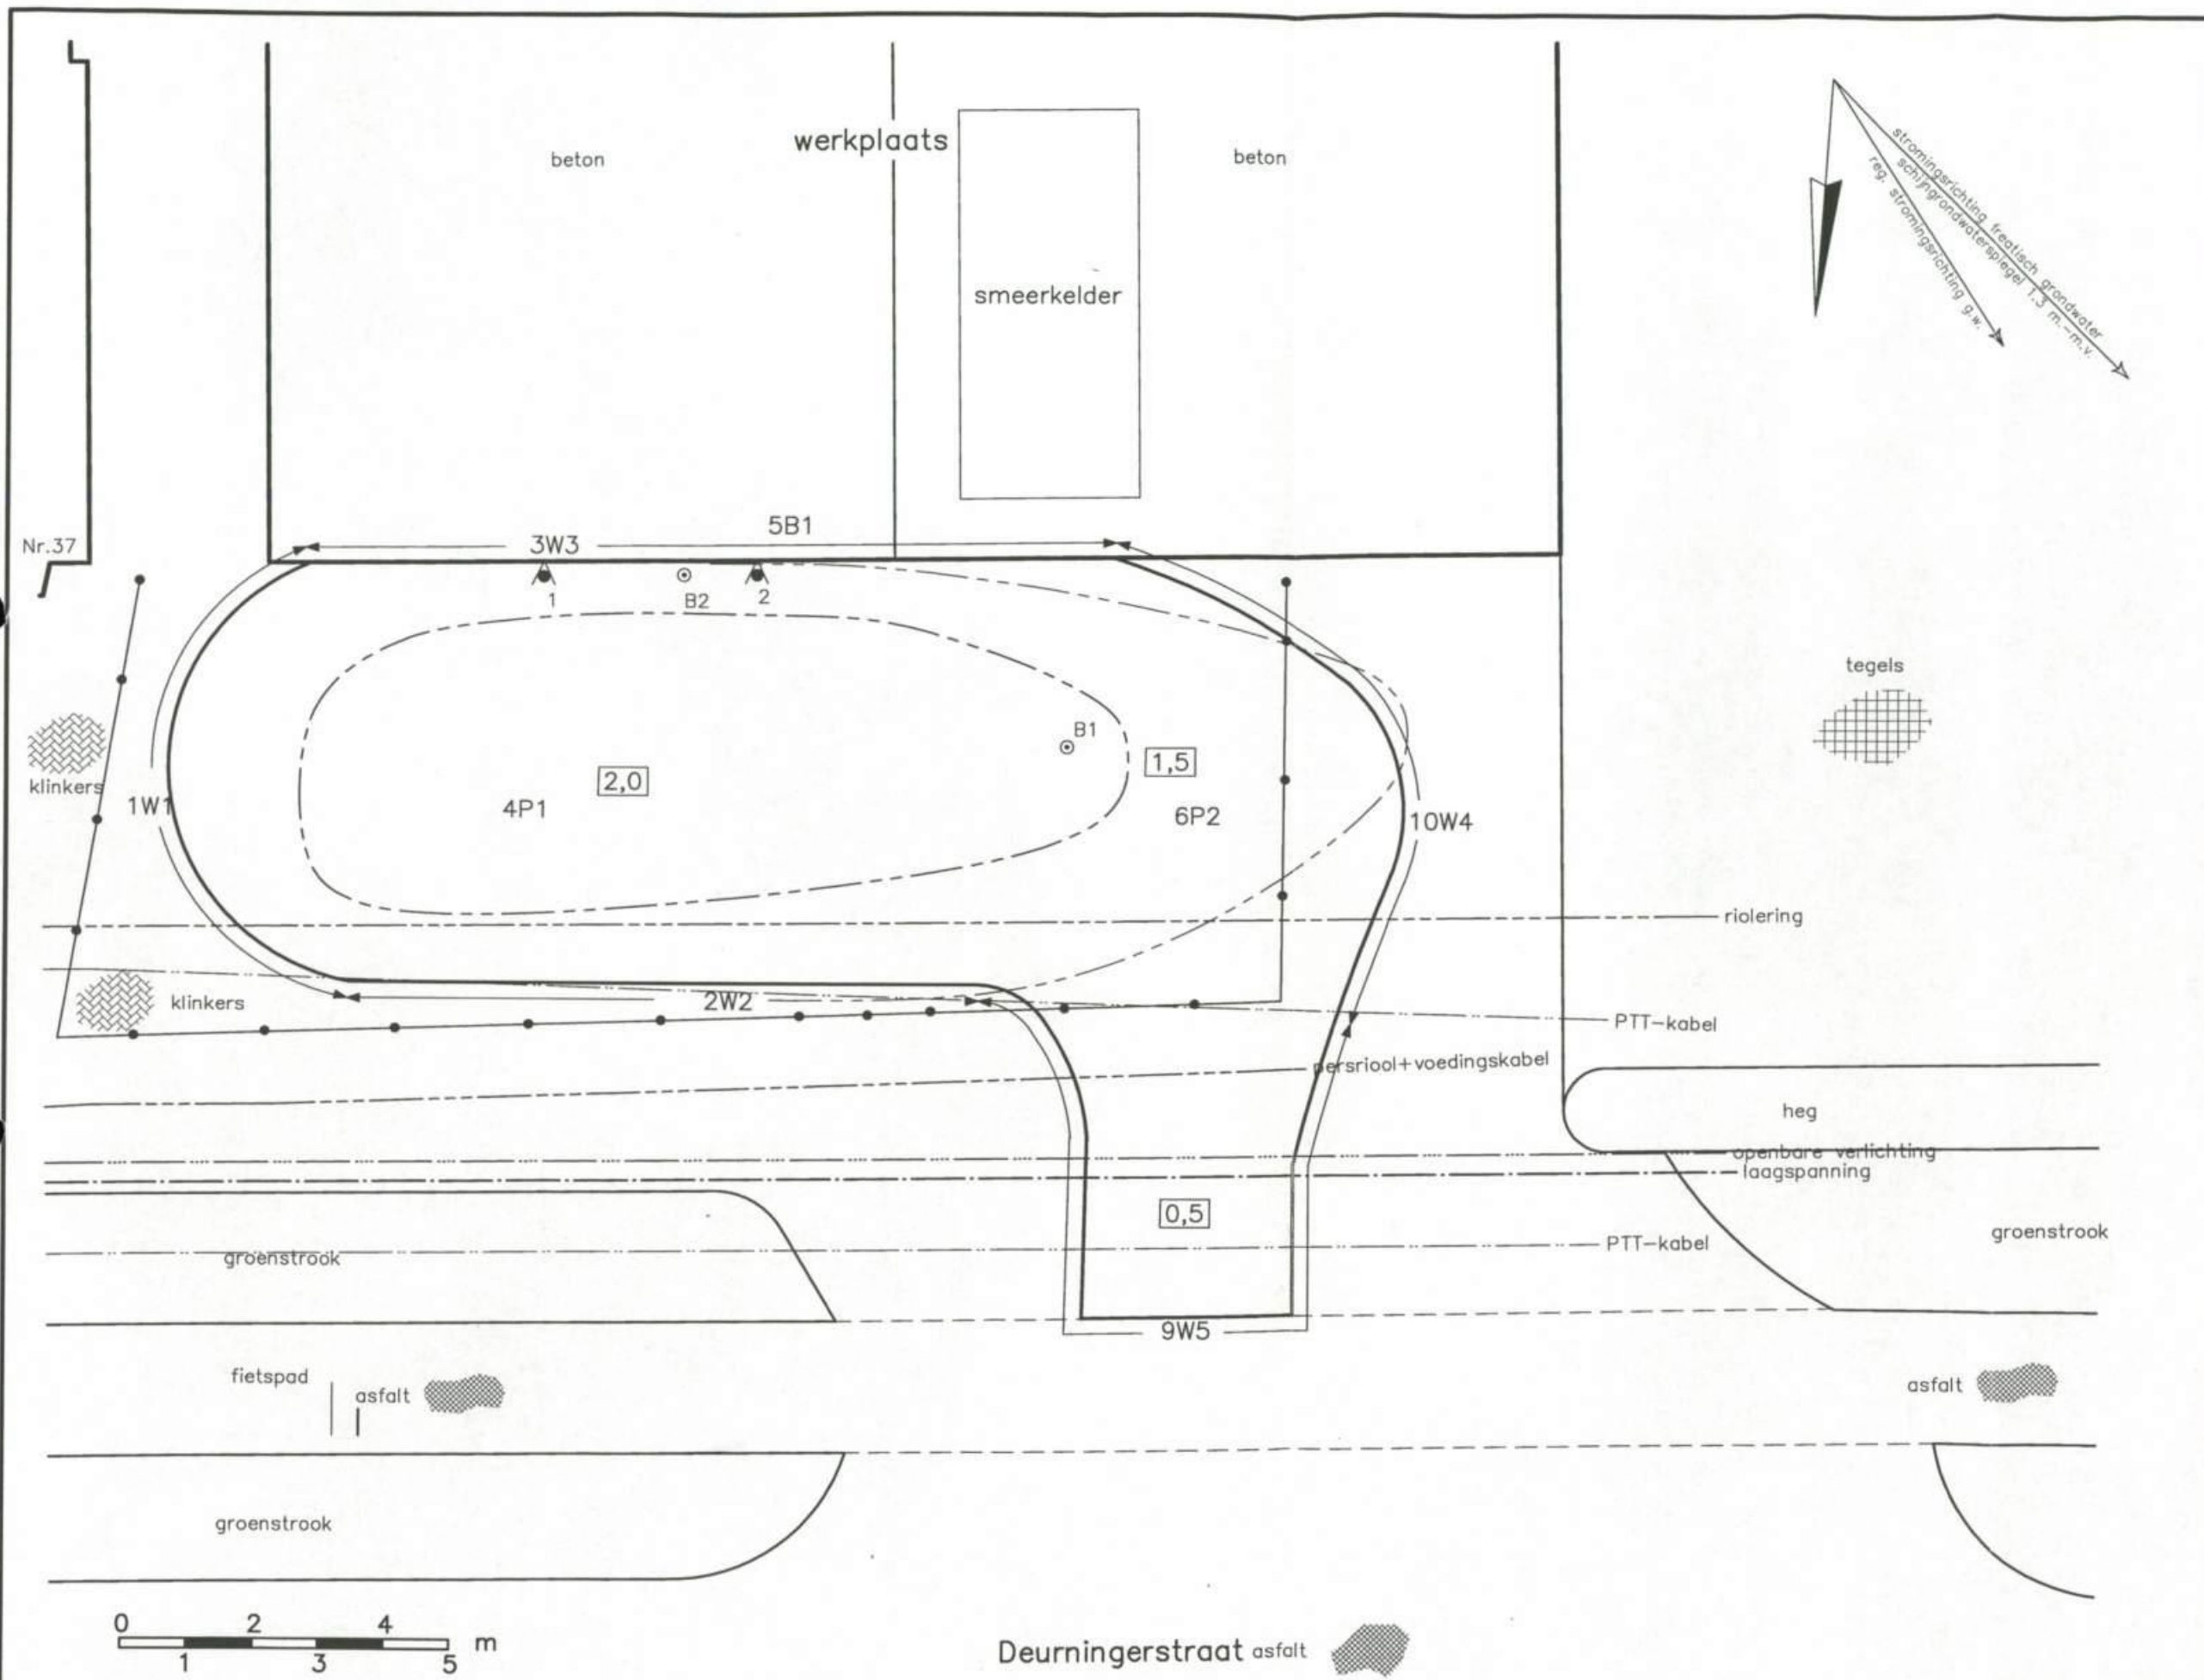 werkplaats
beton
beton
smeerkelder
stromingsrichting freatisch grondwater
schijngrondwaterspiegel 1.3 m.-m.v.
reg. stromingsrichting g.w.
5B1
Nr.37
3W3
1
B2
2
tegels
B1
1,5
2,0
klinkers
1W1
4P1
6P2
10W4
riolering
klinkers
2W2
PTT-kabel
persriool+voedingskabel
heg
openbare verlichting
laagspanning
0,5
groenstrook
PTT-kabel
groenstrook
9W5
fietspad
asfalt
asfalt
groenstrook
0 2 4
m
1 3 5
Deurningerstraat asfalt